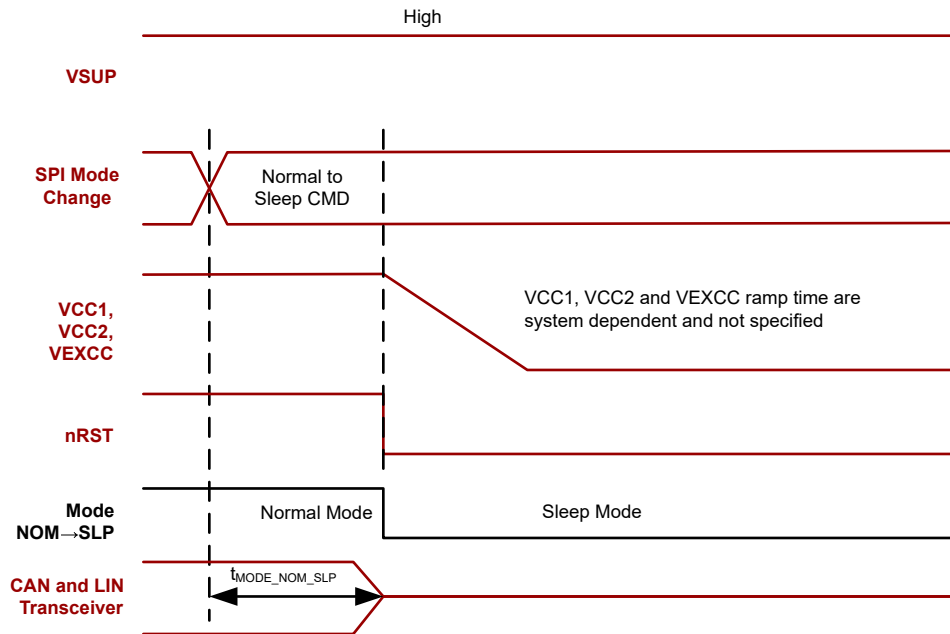 High
VSUP
SPI Mode
Change
Normal to
Sleep CMD
VCC1,
VCC2,
VEXCC
VCC1, VCC2 and VEXCC ramp time are
system dependent and not specified
nRST
Mode
NOM→SLP
Normal Mode
Sleep Mode
CAN and LIN
Transceiver
tMODE_NOM_SLP